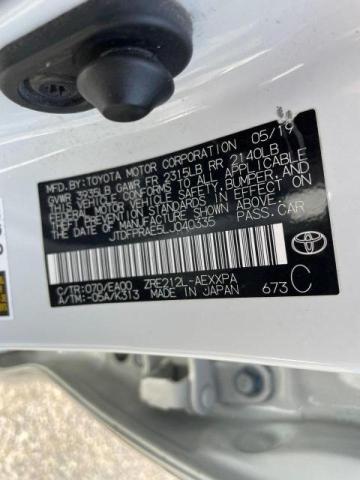 MFD.BY:TOYOTA MOTOR CORPORATION 05/19
GVWR 3955LB GAWR FR 2315LB RR 2140LB
THIS VEHICLE CONFORMS TO ALL APPLICABLE
FEDERAL MOTOR VEHICLE SAFETY, BUMPER, AND
THEFT PREVENTION STANDARDS IN EFFECT ON
THE DATE OF MANUFACTURE SHOWN ABOVE.
JTDFPRAE5LJ040335 PASS.CAR
C/TR:070/EA00 ZRE212L-AEXXPA
A/TM:-05A/K313 MADE IN JAPAN 673 C
TOYOTA